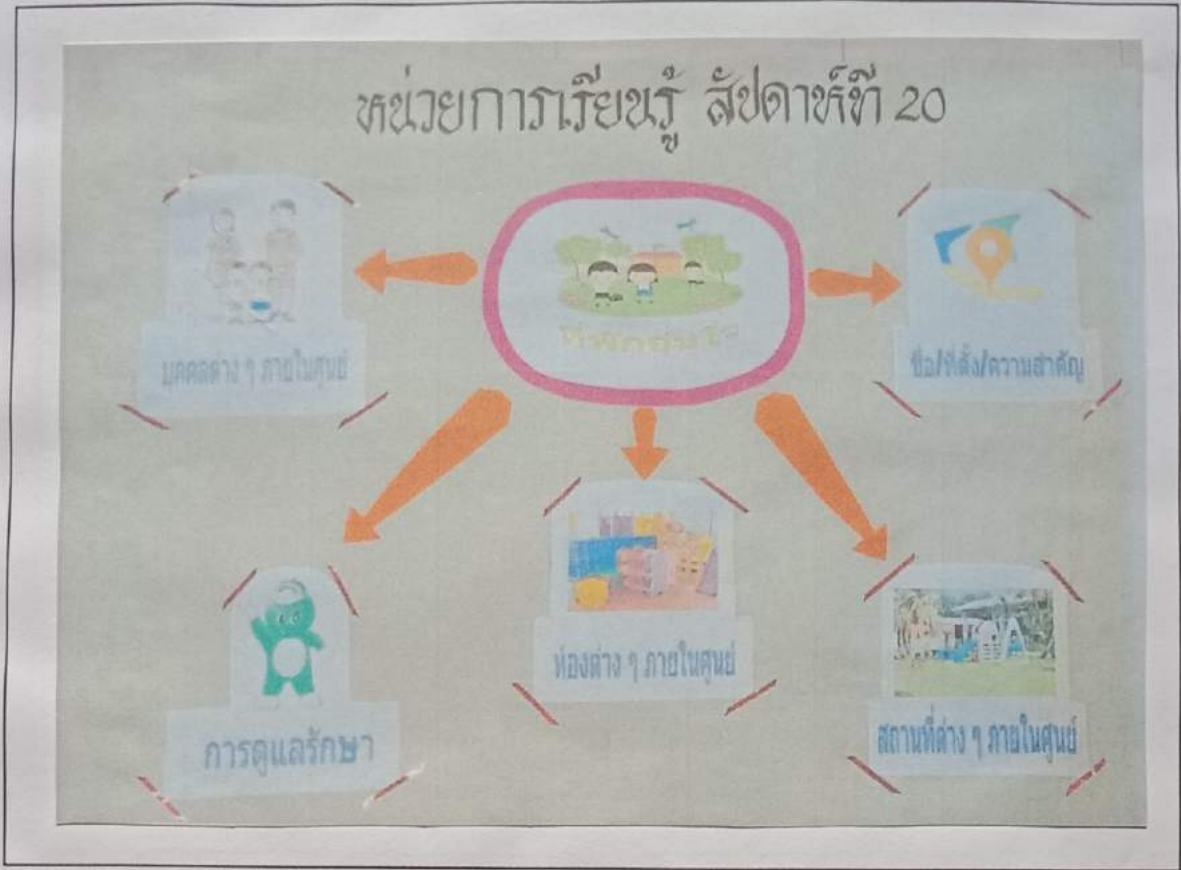 หน่วยการเรียนรู้ สัปดาห์ที่ 20
บุคคลต่าง ๆ ภายในศูนย์
ชื่อ/ที่ตั้ง/ความสำคัญ
ห้องต่าง ๆ ภายในศูนย์
การดูแลรักษา
สถานที่ต่าง ๆ ภายในศูนย์